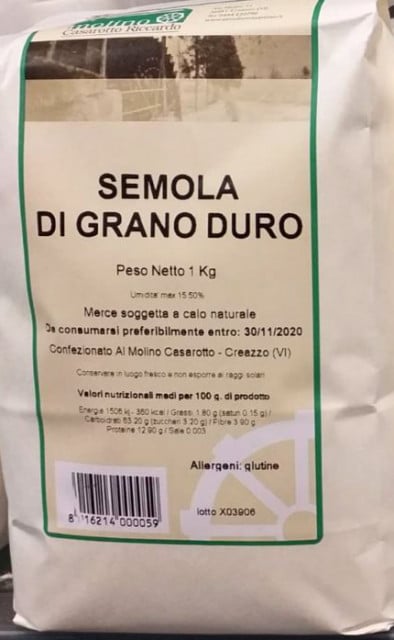 molino
Casarotto Riccardo
SEMOLA
DI GRANO DURO
Peso Netto 1 Kg
Umidita' max 15.50%
Merce soggetta a calo naturale
Da consumarsi preferibilmente entro: 30/11/2020
Confezionato Al Molino Casarotto - Creazzo (VI)
Conservare in luogo fresco e non esporre ai raggi solari
Valori nutrizionali medi per 100 g. di prodotto
Energia 1506 kj - 360 kcal / Grassi 1.80 g (saturi 0.15 g) /
Carboidrati 63.20 g (zuccheri 3.20 g) / Fibre 3.90 g
Proteine 12.90 g / Sale 0.003
Allergeni: glutine
8 16214 000059
lotto X03906